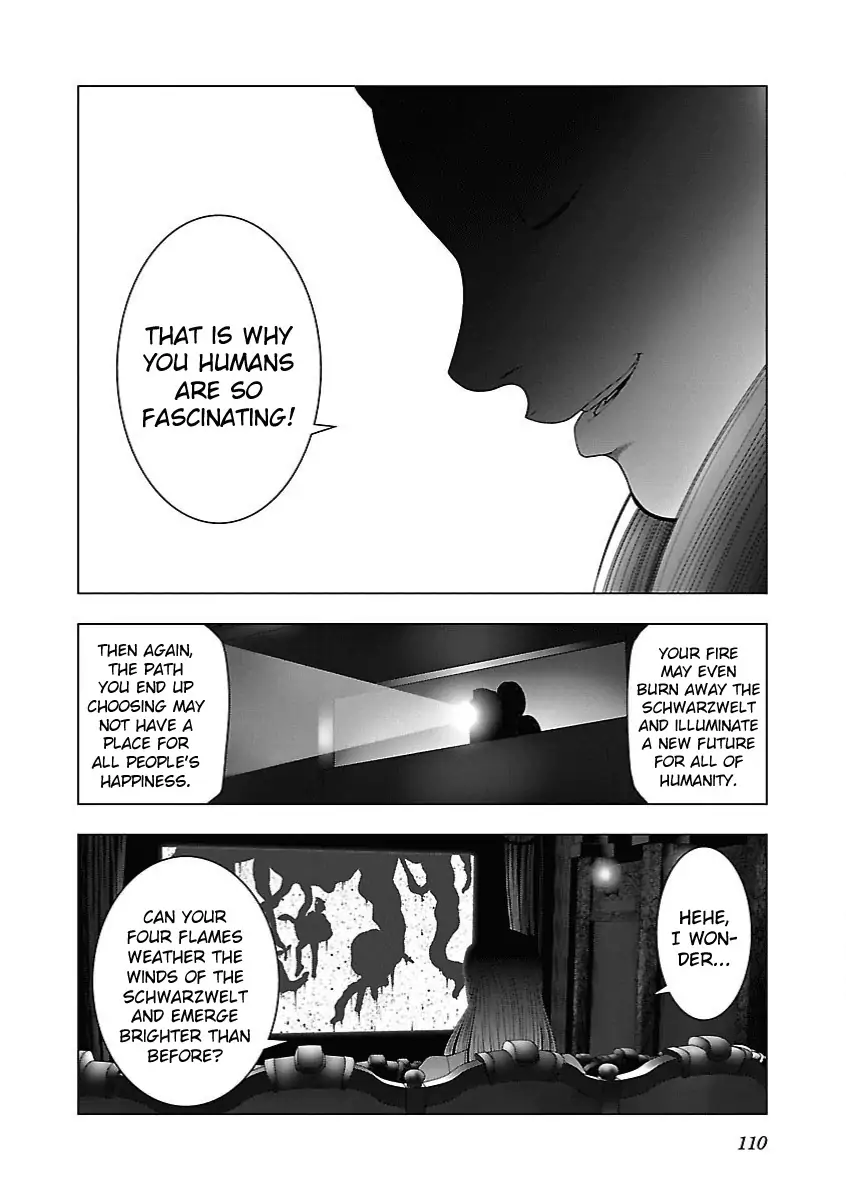 THAT IS WHY
YOU HUMANS
ARE SO
FASCINATING!
YOUR FIRE
MAY EVEN
BURN AWAY THE
SCHWARZWELT
AND ILLUMINATE
A NEW FUTURE
FOR ALL OF
HUMANITY.
THEN AGAIN,
THE PATH
YOU END UP
CHOOSING MAY
NOT HAVE A
PLACE FOR
ALL PEOPLE'S
HAPPINESS.
HEHE,
I WON-
DER...
CAN YOUR
FOUR FLAMES
WEATHER THE
WINDS OF THE
SCHWARZWELT
AND EMERGE
BRIGHTER THAN
BEFORE?
110